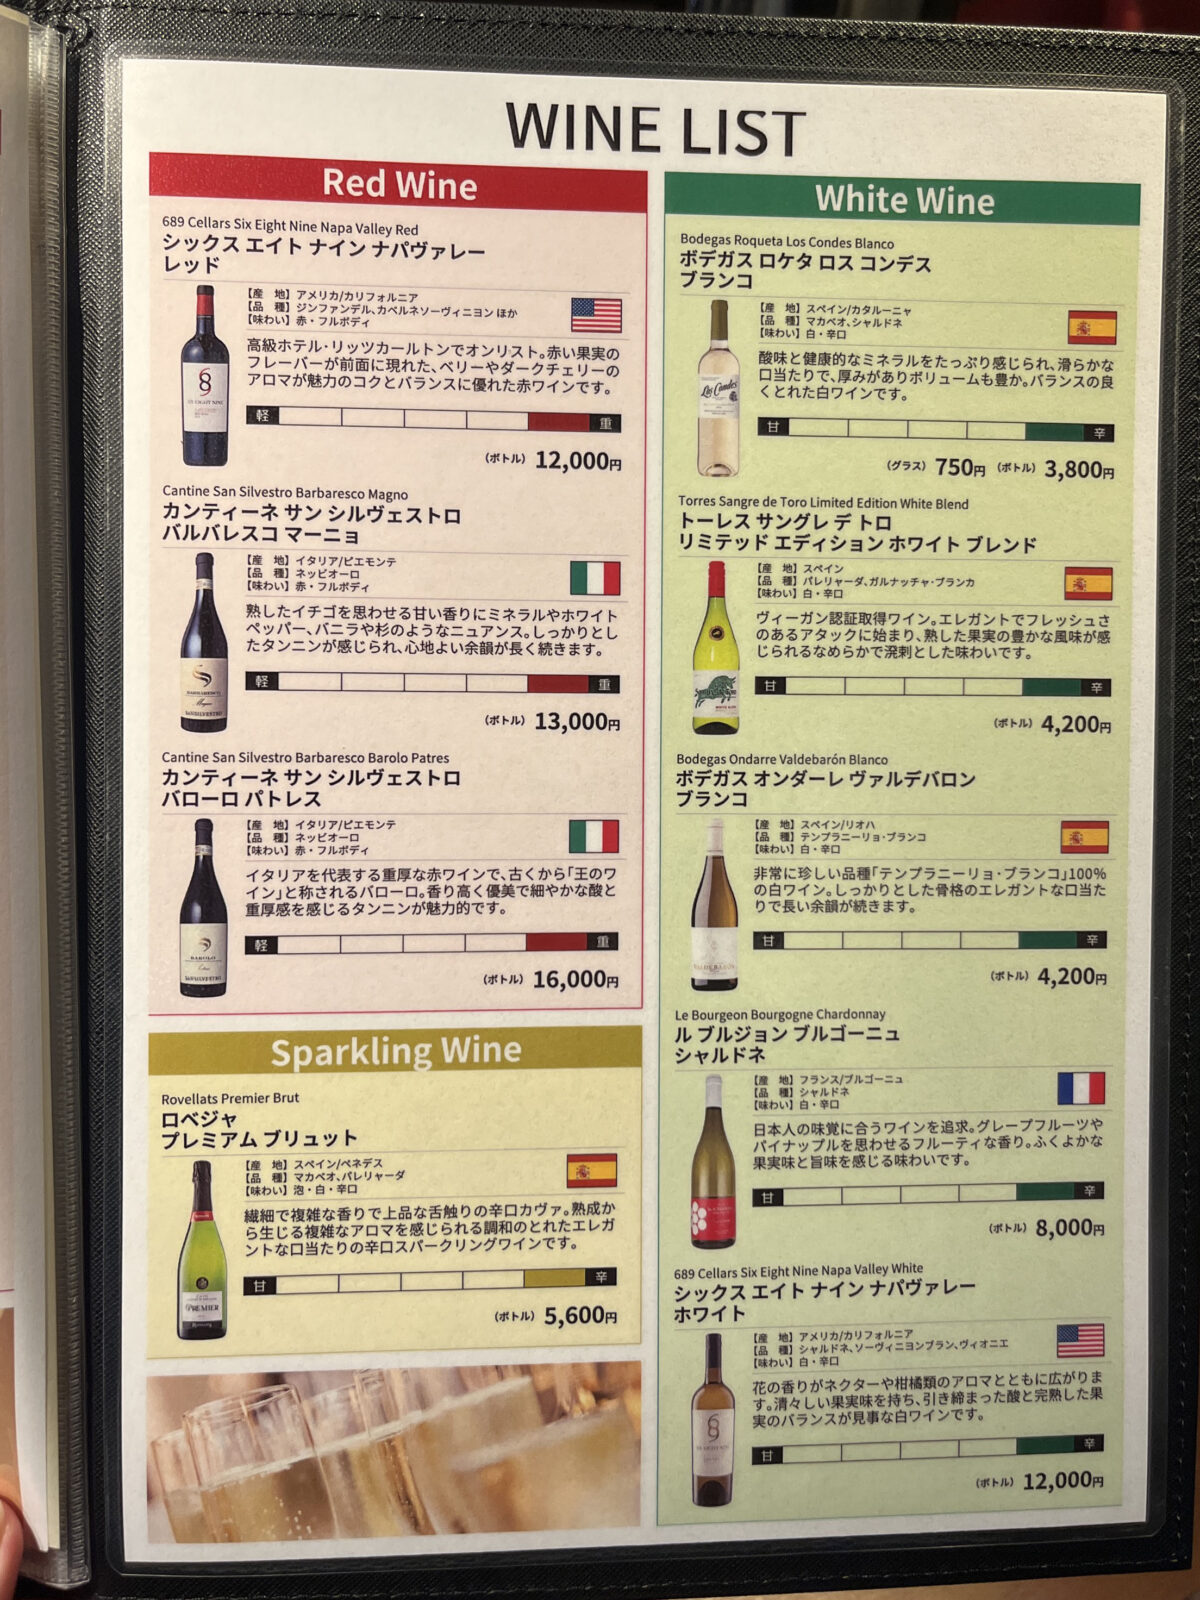 WINE LIST
Red Wine
689 Cellars Six Eight Nine Napa Valley Red
シックス エイト ナイン ナパヴァレー
レッド
【産 地】アメリカ/カリフォルニア
【品 種】ジンファンデル、カベルネソーヴィニヨン ほか
【味わい】赤・フルボディ
高級ホテル・リッツカールトンでオンリスト。赤い果実の
フレーバーが前面に現れた、ベリーやダークチェリーの
アロマが魅力のコクとバランスに優れた赤ワインです。
軽 重
（ボトル） 12,000円
Cantine San Silvestro Barbaresco Magno
カンティーネ サン シルヴェストロ
バルバレスコ マーニョ
【産 地】イタリア/ピエモンテ
【品 種】ネッビオーロ
【味わい】赤・フルボディ
熟したイチゴを思わせる甘い香りにミネラルやホワイト
ペッパー、バニラや杉のようなニュアンス。しっかりとし
たタンニンが感じられ、心地よい余韻が長く続きます。
軽 重
（ボトル） 13,000円
Cantine San Silvestro Barbaresco Barolo Patres
カンティーネ サン シルヴェストロ
バローロ パトレス
【産 地】イタリア/ピエモンテ
【品 種】ネッビオーロ
【味わい】赤・フルボディ
イタリアを代表する重厚な赤ワインで、古くから「王のワ
イン」と称されるバローロ。香り高く優美で細やかな酸と
重厚感を感じるタンニンが魅力的です。
軽 重
（ボトル） 16,000円
Sparkling Wine
Rovellats Premier Brut
ロベジャ
プレミアム ブリュット
【産 地】スペイン/ペネデス
【品 種】マカベオ、パレリャーダ
【味わい】泡・白・辛口
繊細で複雑な香りで上品な舌触りの辛口カヴァ。熟成か
ら生じる複雑なアロマを感じられる調和のとれたエレガ
ントな口当たりの辛口スパークリングワインです。
甘 辛
（ボトル） 5,600円
White Wine
Bodegas Roqueta Los Condes Blanco
ボデガス ロケタ ロス コンデス
ブランコ
【産 地】スペイン/カタルーニャ
【品 種】マカベオ、シャルドネ
【味わい】白・辛口
酸味と健康的なミネラルをたっぷり感じられ、滑らかな
口当たりで、厚みがありボリュームも豊か。バランスの良
くとれた白ワインです。
甘 辛
（グラス） 750円 （ボトル） 3,800円
Torres Sangre de Toro Limited Edition White Blend
トーレス サングレ デ トロ
リミテッド エディション ホワイト ブレンド
【産 地】スペイン
【品 種】パレリャーダ、ガルナッチャ・ブランカ
【味わい】白・辛口
ヴィーガン認証取得ワイン。エレガントでフレッシュさ
のあるアタックに始まり、熟した果実の豊かな風味が感
じられるなめらかで溌剌とした味わいです。
甘 辛
（ボトル） 4,200円
Bodegas Ondarre Valdebarón Blanco
ボデガス オンダーレ ヴァルデバロン
ブランコ
【産 地】スペイン/リオハ
【品 種】テンプラニーリョ・ブランコ
【味わい】白・辛口
非常に珍しい品種「テンプラニーリョ・ブランコ」100%
の白ワイン。しっかりとした骨格のエレガントな口当た
りで長い余韻が続きます。
甘 辛
（ボトル） 4,200円
Le Bourgeon Bourgogne Chardonnay
ル ブルジョン ブルゴーニュ
シャルドネ
【産 地】フランス/ブルゴーニュ
【品 種】シャルドネ
【味わい】白・辛口
日本人の味覚に合うワインを追求。グレープフルーツや
パイナップルを思わせるフルーティな香り。ふくよかな
果実味と旨味を感じる味わいです。
甘 辛
（ボトル） 8,000円
689 Cellars Six Eight Nine Napa Valley White
シックス エイト ナイン ナパヴァレー
ホワイト
【産 地】アメリカ/カリフォルニア
【品 種】シャルドネ、ソーヴィニヨンブラン、ヴィオニエ
【味わい】白・辛口
花の香りがネクターや柑橘類のアロマとともに広がりま
す。清々しい果実味を持ち、引き締まった酸と完熟した果
実のバランスが見事な白ワインです。
甘 辛
（ボトル） 12,000円